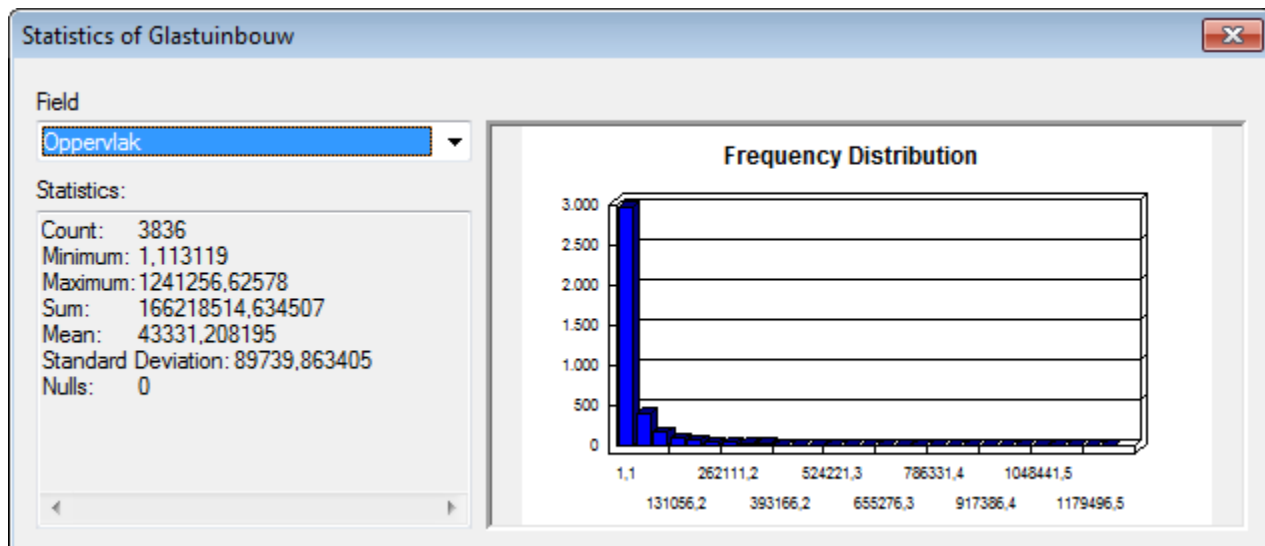 Statistics of Glastuinbouw
Field
Oppervlak
Statistics:
Count: 3836
Minimum: 1,113119
Maximum: 1241256,62578
Sum: 166218514,634507
Mean: 43331,208195
Standard Deviation: 89739,863405
Nulls: 0
Frequency Distribution
3.000
2.500
2.000
1.500
1.000
500
0
1,1 262111,2 524221,3 786331,4 1048441,5
131056,2 393166,2 655276,3 917386,4 1179496,5